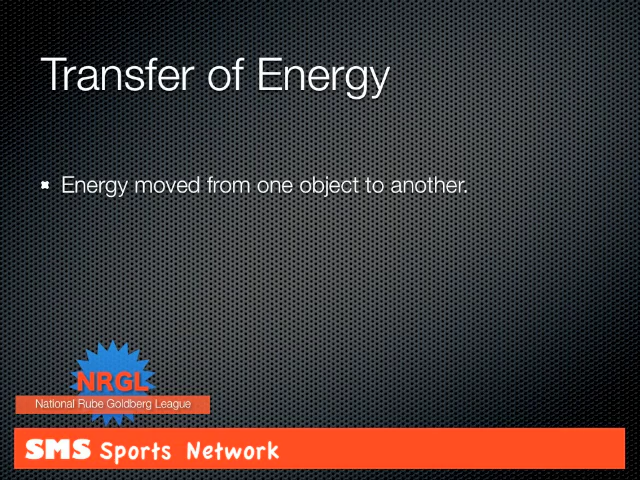 Transfer of Energy
Energy moved from one object to another.
NRGL
National Rube Goldberg League
SMS Sports Network